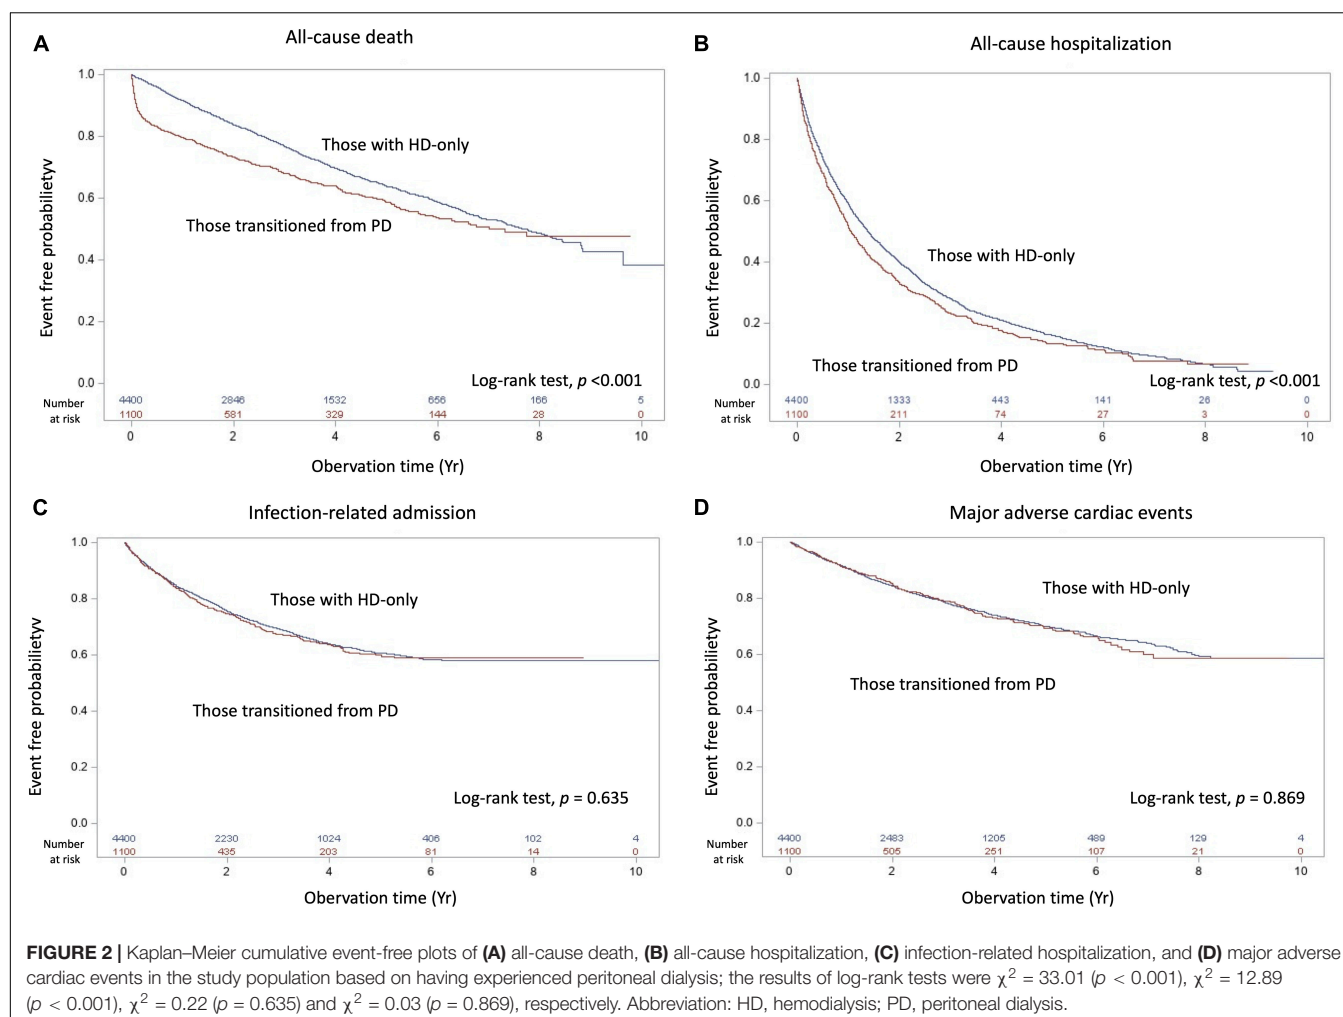 A
All-cause death
1.0
0.8
0.6
0.4
0.2
0.0
Event free probabilietyv
Those with HD-only
Those transitioned from PD
Log-rank test, p <0.001
Number at risk
4400 2846 1532 656 166 5
1100 581 329 144 28 0
0 2 4 6 8 10
Obervation time (Yr)
B
All-cause hospitalization
1.0
0.8
0.6
0.4
0.2
0.0
Event free probabilietyv
Those with HD-only
Those transitioned from PD
Log-rank test, p <0.001
Number at risk
4400 1333 443 141 26 0
1100 211 74 27 3 0
0 2 4 6 8 10
Obervation time (Yr)
C
Infection-related admission
1.0
0.8
0.6
0.4
0.2
0.0
Event free probabilietyv
Those with HD-only
Those transitioned from PD
Log-rank test, p = 0.635
Number at risk
4400 2230 1024 406 102 4
1100 435 203 81 14 0
0 2 4 6 8 10
Obervation time (Yr)
D
Major adverse cardiac events
1.0
0.8
0.6
0.4
0.2
0.0
Event free probabilietyv
Those with HD-only
Those transitioned from PD
Log-rank test, p = 0.869
Number at risk
4400 2483 1205 489 129 4
1100 505 251 107 21 0
0 2 4 6 8 10
Obervation time (Yr)
FIGURE 2 | Kaplan–Meier cumulative event-free plots of (A) all-cause death, (B) all-cause hospitalization, (C) infection-related hospitalization, and (D) major adverse
cardiac events in the study population based on having experienced peritoneal dialysis; the results of log-rank tests were χ² = 33.01 (p < 0.001), χ² = 12.89
(p < 0.001), χ² = 0.22 (p = 0.635) and χ² = 0.03 (p = 0.869), respectively. Abbreviation: HD, hemodialysis; PD, peritoneal dialysis.